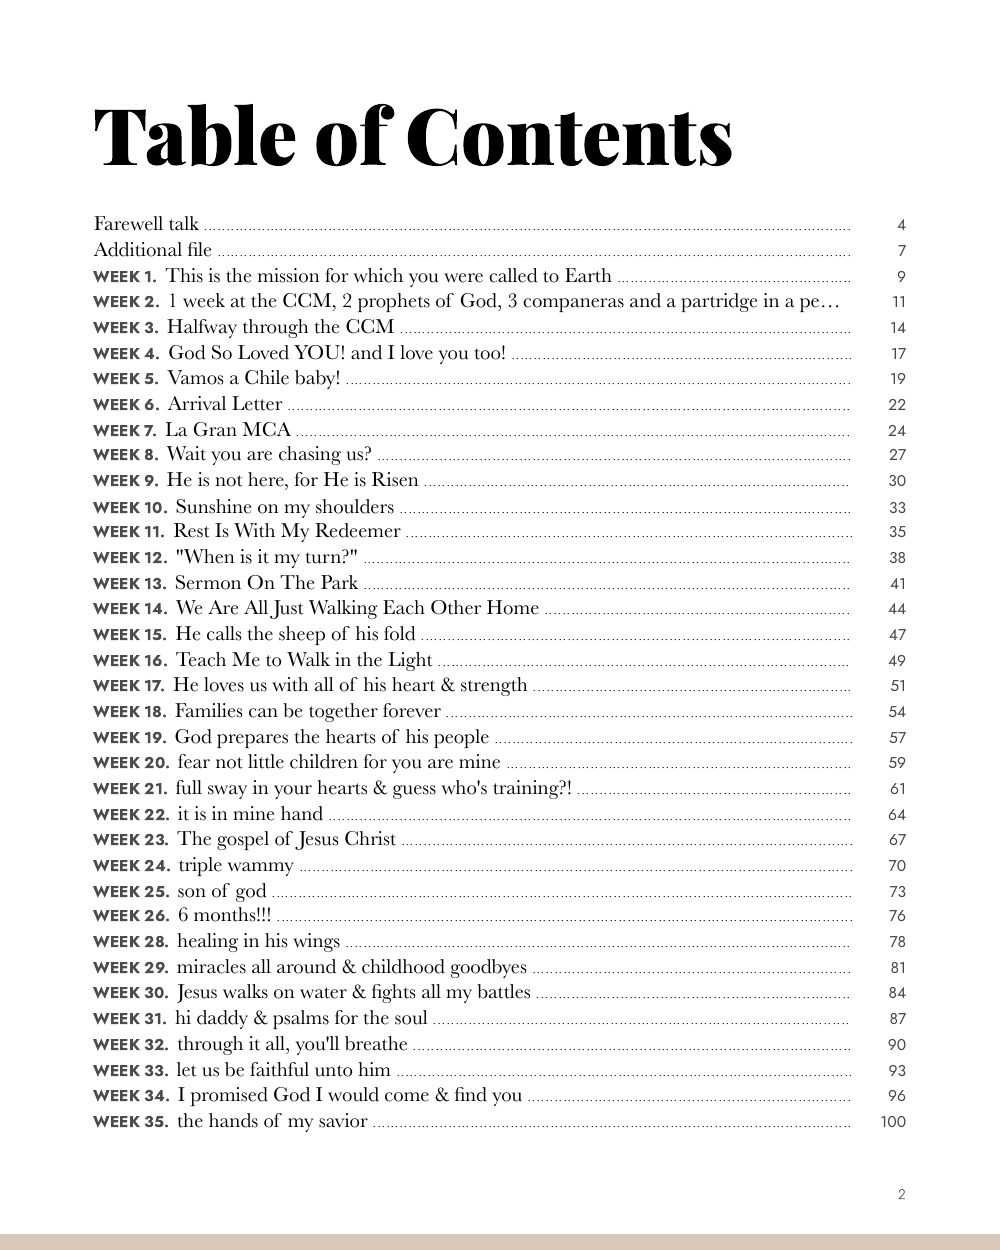 Table of Contents
Farewell talk 4
Additional file 7
WEEK 1. This is the mission for which you were called to Earth 9
WEEK 2. 1 week at the CCM, 2 prophets of God, 3 companeras and a partridge in a pe… 11
WEEK 3. Halfway through the CCM 14
WEEK 4. God So Loved YOU! and I love you too! 17
WEEK 5. Vamos a Chile baby! 19
WEEK 6. Arrival Letter 22
WEEK 7. La Gran MCA 24
WEEK 8. Wait you are chasing us? 27
WEEK 9. He is not here, for He is Risen 30
WEEK 10. Sunshine on my shoulders 33
WEEK 11. Rest Is With My Redeemer 35
WEEK 12. "When is it my turn?" 38
WEEK 13. Sermon On The Park 41
WEEK 14. We Are All Just Walking Each Other Home 44
WEEK 15. He calls the sheep of his fold 47
WEEK 16. Teach Me to Walk in the Light 49
WEEK 17. He loves us with all of his heart & strength 51
WEEK 18. Families can be together forever 54
WEEK 19. God prepares the hearts of his people 57
WEEK 20. fear not little children for you are mine 59
WEEK 21. full sway in your hearts & guess who's training?! 61
WEEK 22. it is in mine hand 64
WEEK 23. The gospel of Jesus Christ 67
WEEK 24. triple wammy 70
WEEK 25. son of god 73
WEEK 26. 6 months!!! 76
WEEK 28. healing in his wings 78
WEEK 29. miracles all around & childhood goodbyes 81
WEEK 30. Jesus walks on water & fights all my battles 84
WEEK 31. hi daddy & psalms for the soul 87
WEEK 32. through it all, you'll breathe 90
WEEK 33. let us be faithful unto him 93
WEEK 34. I promised God I would come & find you 96
WEEK 35. the hands of my savior 100
2